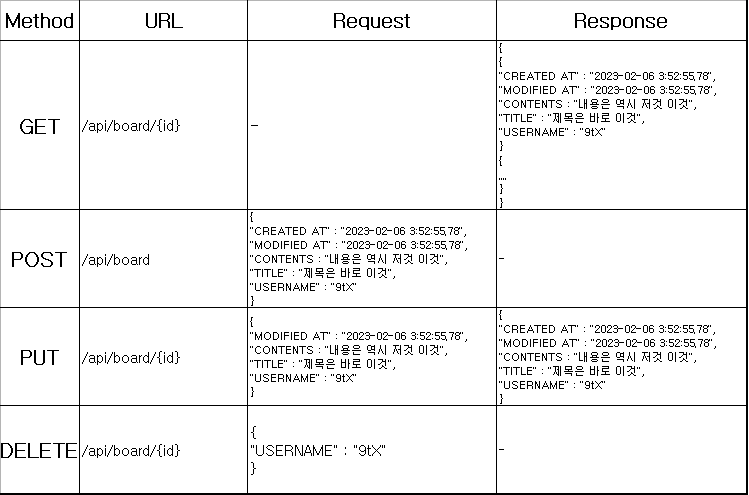 Method URL Request Response
GET /api/board/{id} -
{
{
"CREATED AT" : "2023-02-06 3:52:55,78",
"MODIFIED AT" : "2023-02-06 3:52:55,78",
"CONTENTS : "내용은 역시 저것 이것",
"TITLE" : "제목은 바로 이것",
"USERNAME" : "9tX"
}
{
....
}
}
POST /api/board
{
"CREATED AT" : "2023-02-06 3:52:55,78",
"MODIFIED AT" : "2023-02-06 3:52:55,78",
"CONTENTS : "내용은 역시 저것 이것",
"TITLE" : "제목은 바로 이것",
"USERNAME" : "9tX"
}
-
PUT /api/board/{id}
{
"MODIFIED AT" : "2023-02-06 3:52:55,78",
"CONTENTS : "내용은 역시 저것 이것",
"TITLE" : "제목은 바로 이것",
"USERNAME" : "9tX"
}
{
"CREATED AT" : "2023-02-06 3:52:55,78",
"MODIFIED AT" : "2023-02-06 3:52:55,78",
"CONTENTS : "내용은 역시 저것 이것",
"TITLE" : "제목은 바로 이것",
"USERNAME" : "9tX"
}
DELETE /api/board/{id}
{
"USERNAME" : "9tX"
}
-